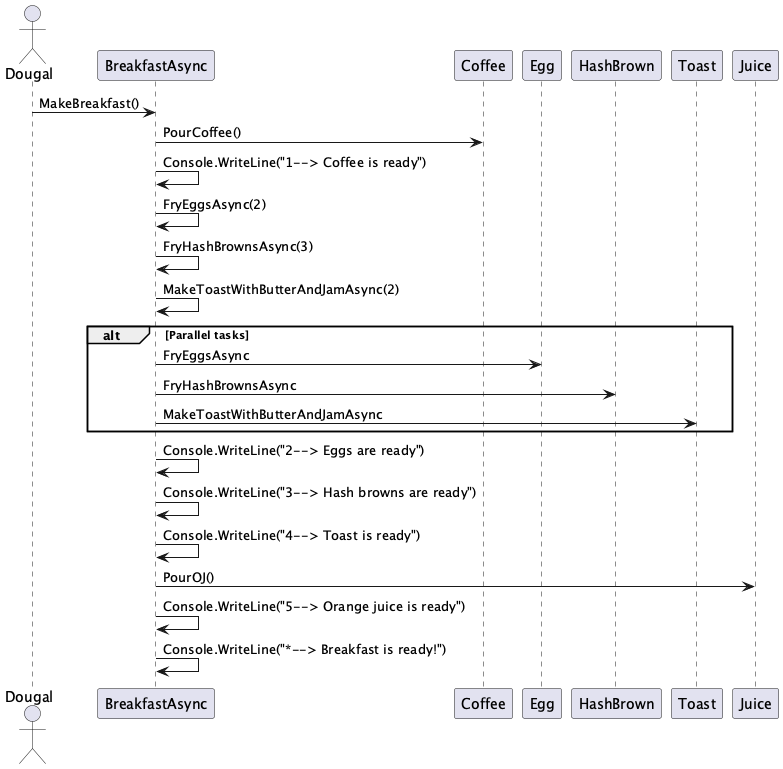 Dougal
BreakfastAsync
Coffee
Egg
HashBrown
Toast
Juice
MakeBreakfast()
PourCoffee()
Console.WriteLine("1--> Coffee is ready")
FryEggsAsync(2)
FryHashBrownsAsync(3)
MakeToastWithButterAndJamAsync(2)
alt
[Parallel tasks]
FryEggsAsync
FryHashBrownsAsync
MakeToastWithButterAndJamAsync
Console.WriteLine("2--> Eggs are ready")
Console.WriteLine("3--> Hash browns are ready")
Console.WriteLine("4--> Toast is ready")
PourOJ()
Console.WriteLine("5--> Orange juice is ready")
Console.WriteLine("*--> Breakfast is ready!")
Dougal
BreakfastAsync
Coffee
Egg
HashBrown
Toast
Juice